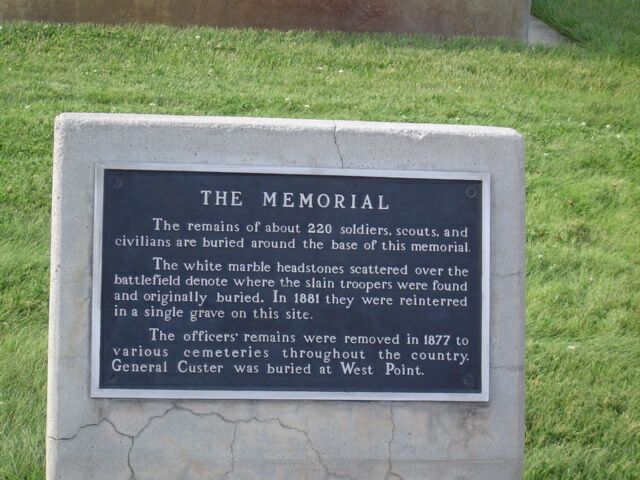 THE MEMORIAL
The remains of about 220 soldiers, scouts, and
civilians are buried around the base of this memorial.
The white marble headstones scattered over the
battlefield denote where the slain troopers were found
and originally buried. In 1881 they were reinterred
in a single grave on this site.
The officers' remains were removed in 1877 to
various cemeteries throughout the country.
General Custer was buried at West Point.